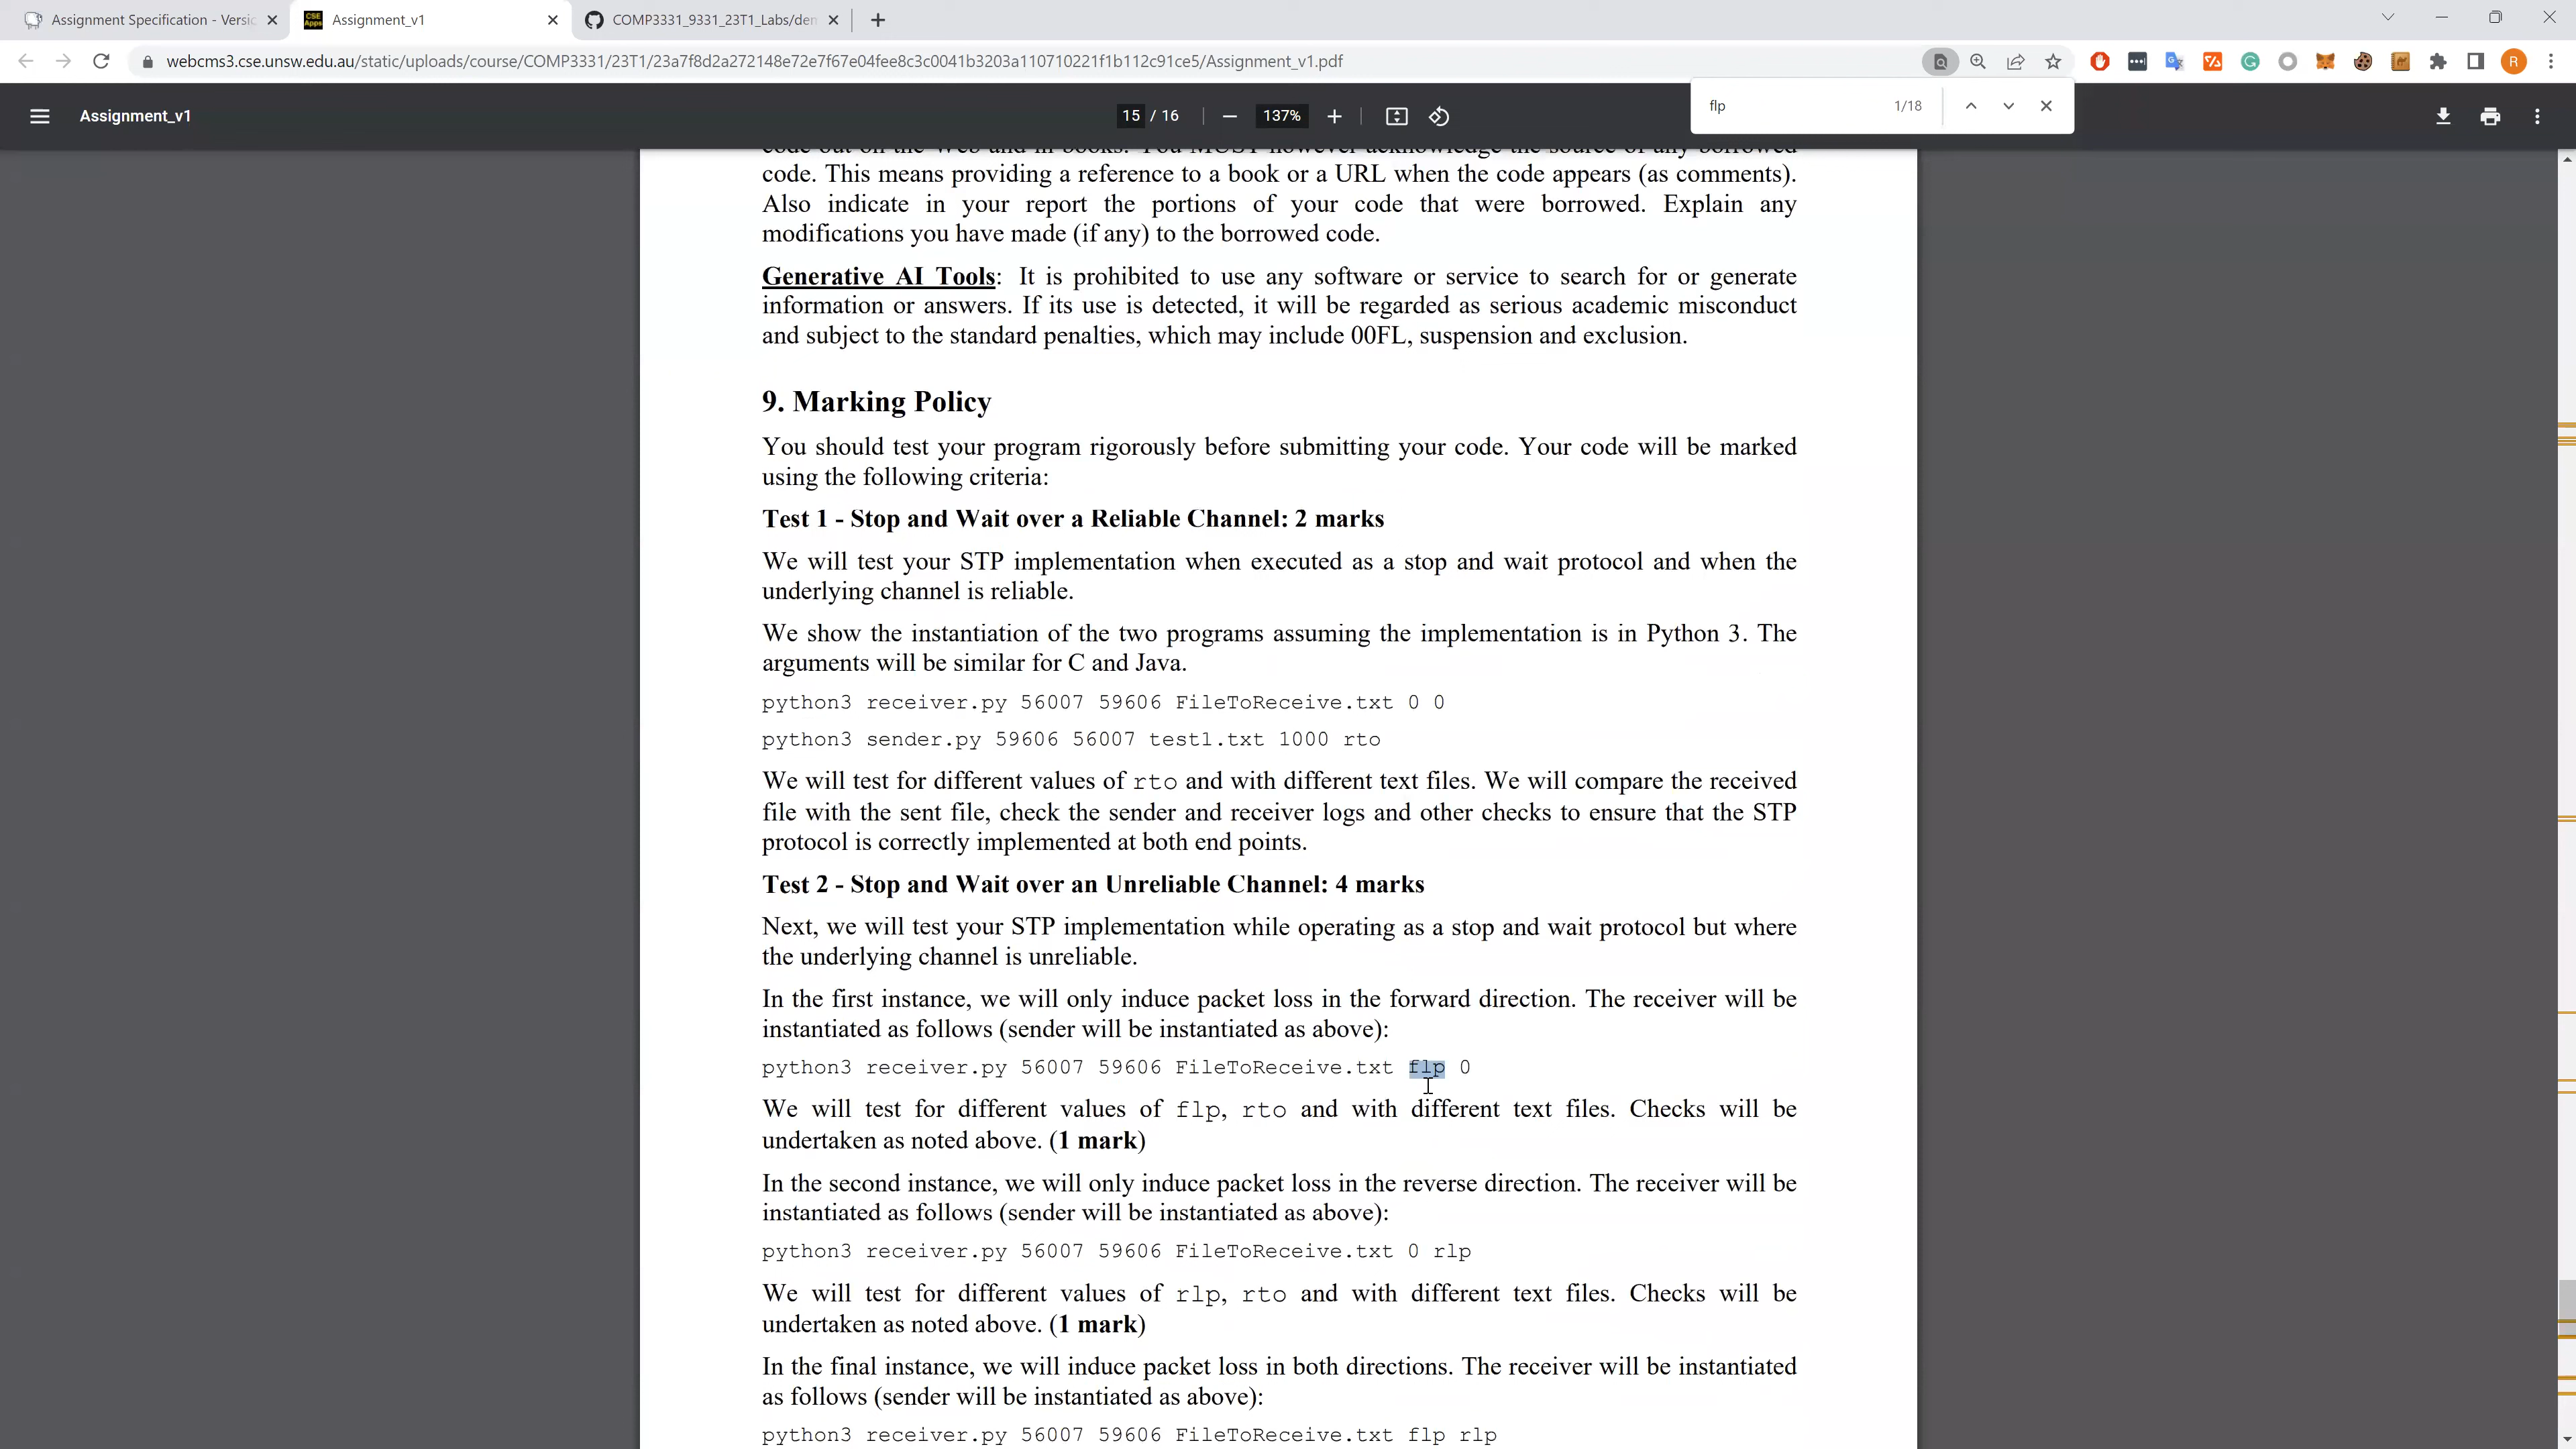 Assignment Specification - Versic
Assignment_v1
COMP3331_9331_23T1_Labs/den
webcms3.cse.unsw.edu.au/static/uploads/course/COMP3331/23T1/23a7f8d2a272148e72e7f67e04fee8c3c0041b3203a110710221f1b112c91ce5/Assignment_v1.pdf
R
Assignment_v1
15 / 16
137%
flp
1/18
code out on the Web and in books. You MUST however acknowledge the source of any borrowed
code. This means providing a reference to a book or a URL when the code appears (as comments).
Also indicate in your report the portions of your code that were borrowed. Explain any
modifications you have made (if any) to the borrowed code.
Generative AI Tools: It is prohibited to use any software or service to search for or generate
information or answers. If its use is detected, it will be regarded as serious academic misconduct
and subject to the standard penalties, which may include 00FL, suspension and exclusion.
9. Marking Policy
You should test your program rigorously before submitting your code. Your code will be marked
using the following criteria:
Test 1 - Stop and Wait over a Reliable Channel: 2 marks
We will test your STP implementation when executed as a stop and wait protocol and when the
underlying channel is reliable.
We show the instantiation of the two programs assuming the implementation is in Python 3. The
arguments will be similar for C and Java.
python3 receiver.py 56007 59606 FileToReceive.txt 0 0
python3 sender.py 59606 56007 test1.txt 1000 rto
We will test for different values of rto and with different text files. We will compare the received
file with the sent file, check the sender and receiver logs and other checks to ensure that the STP
protocol is correctly implemented at both end points.
Test 2 - Stop and Wait over an Unreliable Channel: 4 marks
Next, we will test your STP implementation while operating as a stop and wait protocol but where
the underlying channel is unreliable.
In the first instance, we will only induce packet loss in the forward direction. The receiver will be
instantiated as follows (sender will be instantiated as above):
python3 receiver.py 56007 59606 FileToReceive.txt flp 0
We will test for different values of flp, rto and with different text files. Checks will be
undertaken as noted above. (1 mark)
In the second instance, we will only induce packet loss in the reverse direction. The receiver will be
instantiated as follows (sender will be instantiated as above):
python3 receiver.py 56007 59606 FileToReceive.txt 0 rlp
We will test for different values of rlp, rto and with different text files. Checks will be
undertaken as noted above. (1 mark)
In the final instance, we will induce packet loss in both directions. The receiver will be instantiated
as follows (sender will be instantiated as above):
python3 receiver.py 56007 59606 FileToReceive.txt flp rlp